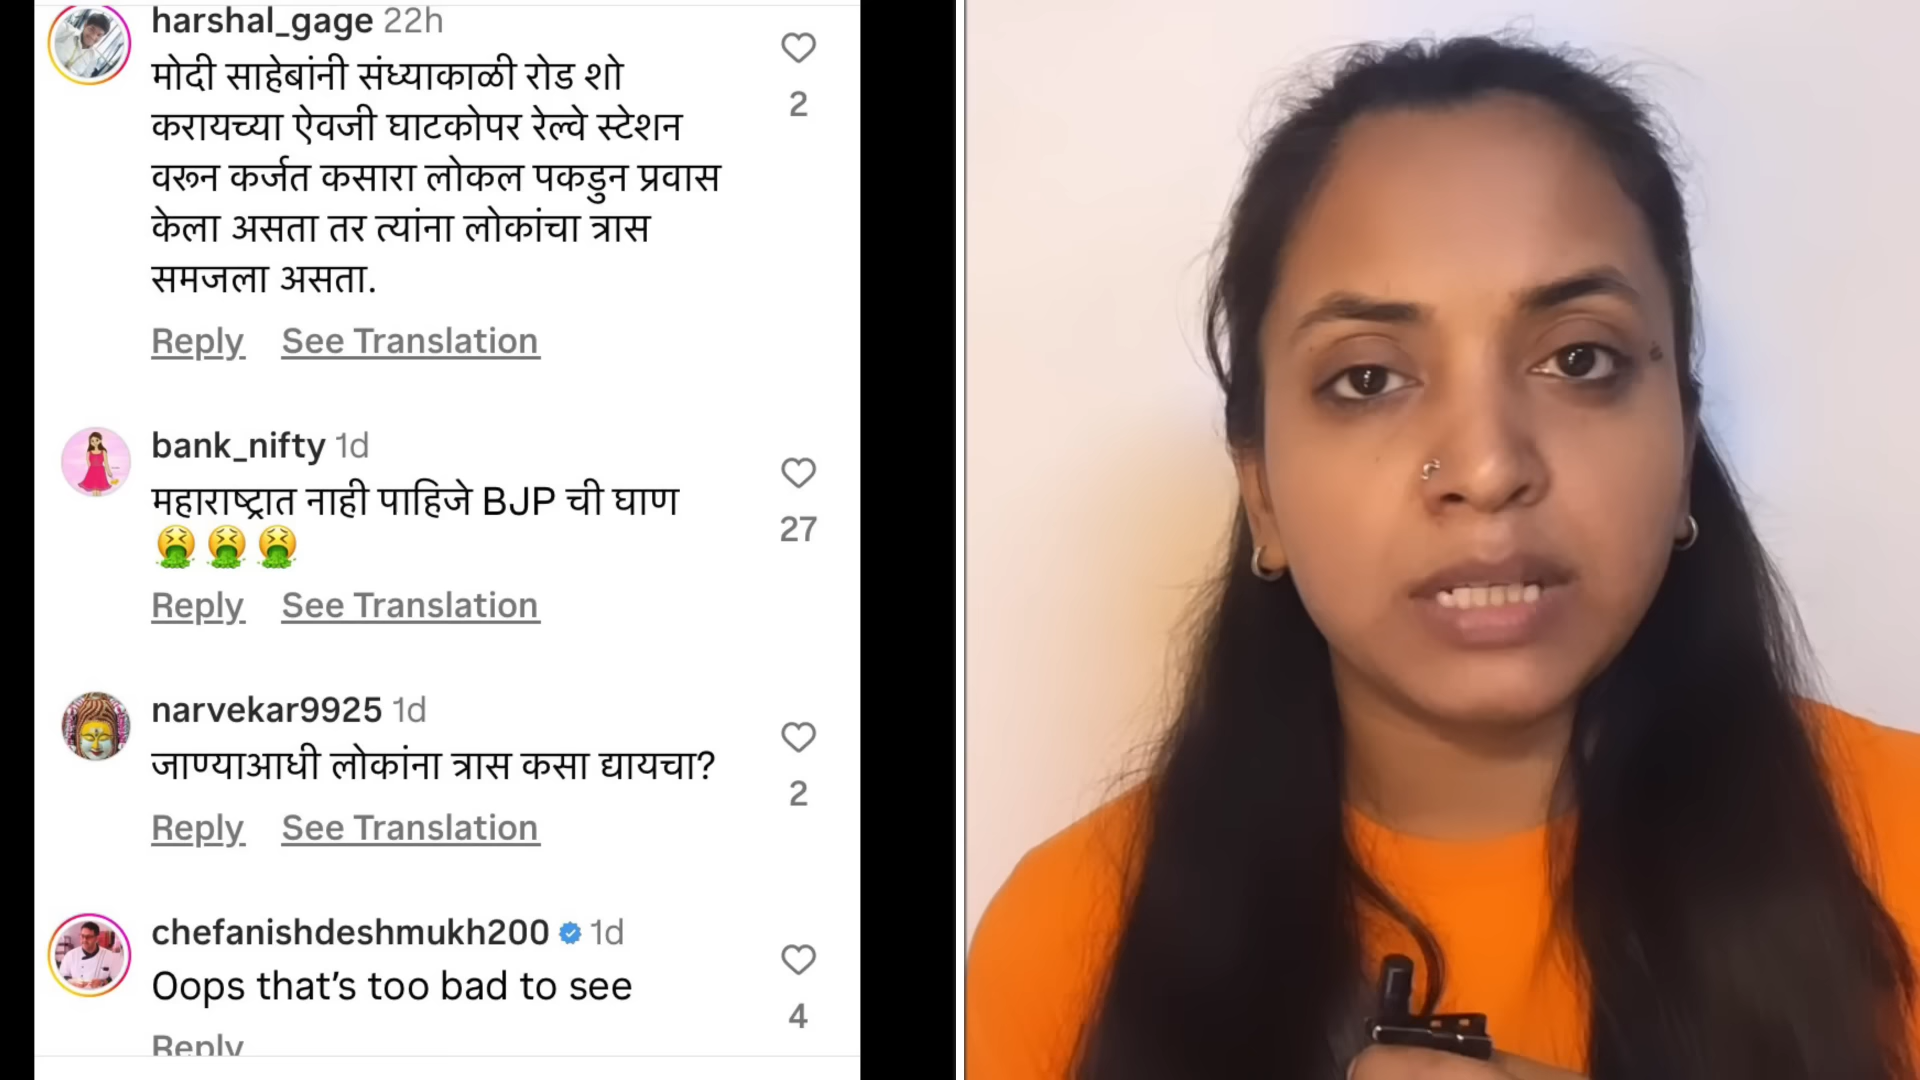 harshal_gage 22h
मोदी साहेबांनी संध्याकाळी रोड शो
करायच्या ऐवजी घाटकोपर रेल्वे स्टेशन
वरून कर्जत कसारा लोकल पकडुन प्रवास
केला असता तर त्यांना लोकांचा त्रास
समजला असता.
2
Reply See Translation
bank_nifty 1d
महाराष्ट्रात नाही पाहिजे BJP ची घाण
🤮🤮🤮
27
Reply See Translation
narvekar9925 1d
जाण्याआधी लोकांना त्रास कसा द्यायचा?
2
Reply See Translation
chefanishdeshmukh200 1d
Oops that’s too bad to see
4
Reply